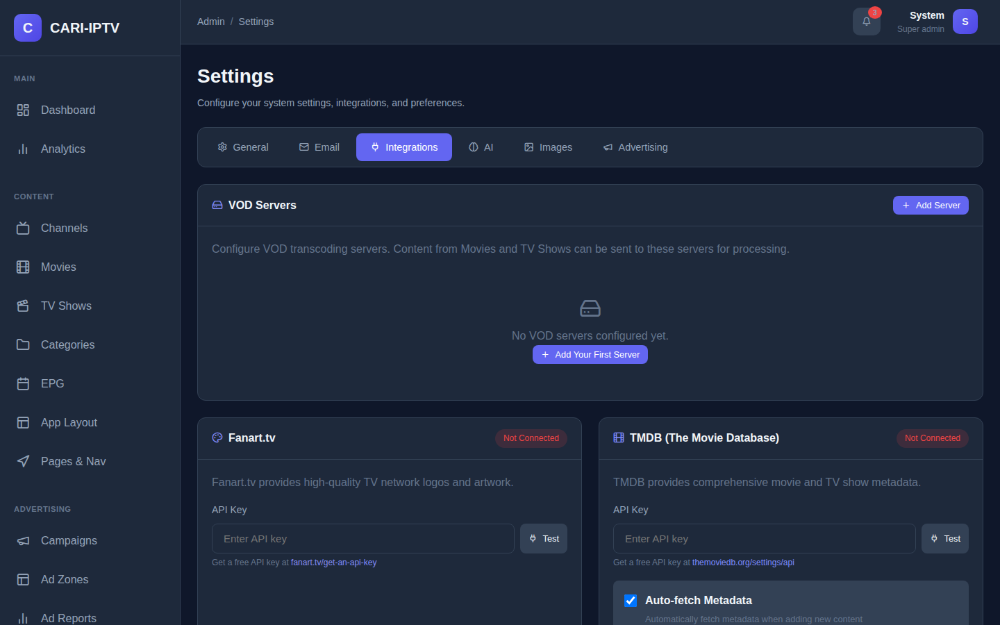 C CARI-IPTV
MAIN
Dashboard
Analytics
CONTENT
Channels
Movies
TV Shows
Categories
EPG
App Layout
Pages & Nav
ADVERTISING
Campaigns
Ad Zones
Ad Reports
Admin / Settings
3
System
Super admin
S
Settings
Configure your system settings, integrations, and preferences.
General Email Integrations AI Images Advertising
VOD Servers
Add Server
Configure VOD transcoding servers. Content from Movies and TV Shows can be sent to these servers for processing.
No VOD servers configured yet.
Add Your First Server
Fanart.tv
Not Connected
Fanart.tv provides high-quality TV network logos and artwork.
API Key
Enter API key
Test
Get a free API key at fanart.tv/get-an-api-key
TMDB (The Movie Database)
Not Connected
TMDB provides comprehensive movie and TV show metadata.
API Key
Enter API key
Test
Get a free API key at themoviedb.org/settings/api
Auto-fetch Metadata
Automatically fetch metadata when adding new content